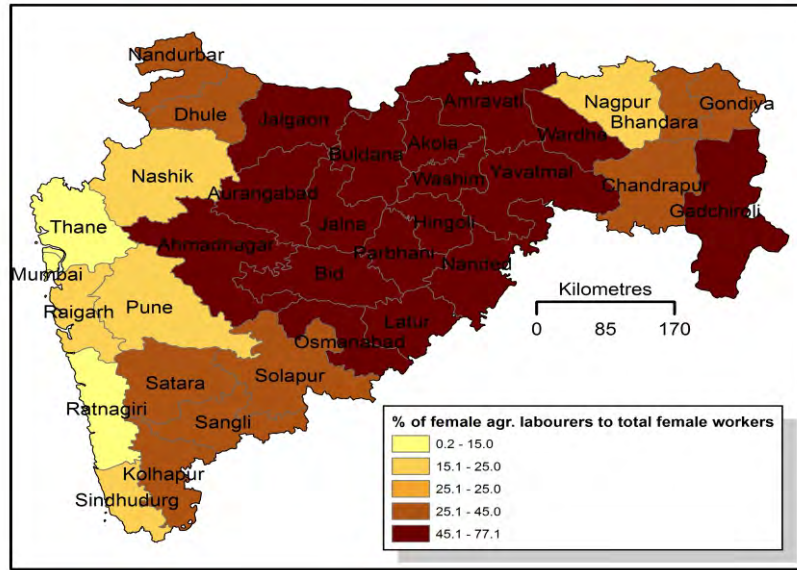 Nandurbar
Dhule
Jalgaon
Amravati
Nagpur
Bhandara
Gondiya
Buldana
Akola
Wardha
Nashik
Washim
Yavatmal
Aurangabad
Chandrapur
Gadchiroli
Thane
Jalna
Hingoli
Ahmadnagar
Parbhani
Mumbai
Bid
Nanded
Raigarh
Pune
Latur
Osmanabad
Kilometres
0 85 170
Satara
Solapur
Ratnagiri
Sangli
Kolhapur
Sindhudurg
% of female agr. labourers to total female workers
0.2 - 15.0
15.1 - 25.0
25.1 - 25.0
25.1 - 45.0
45.1 - 77.1